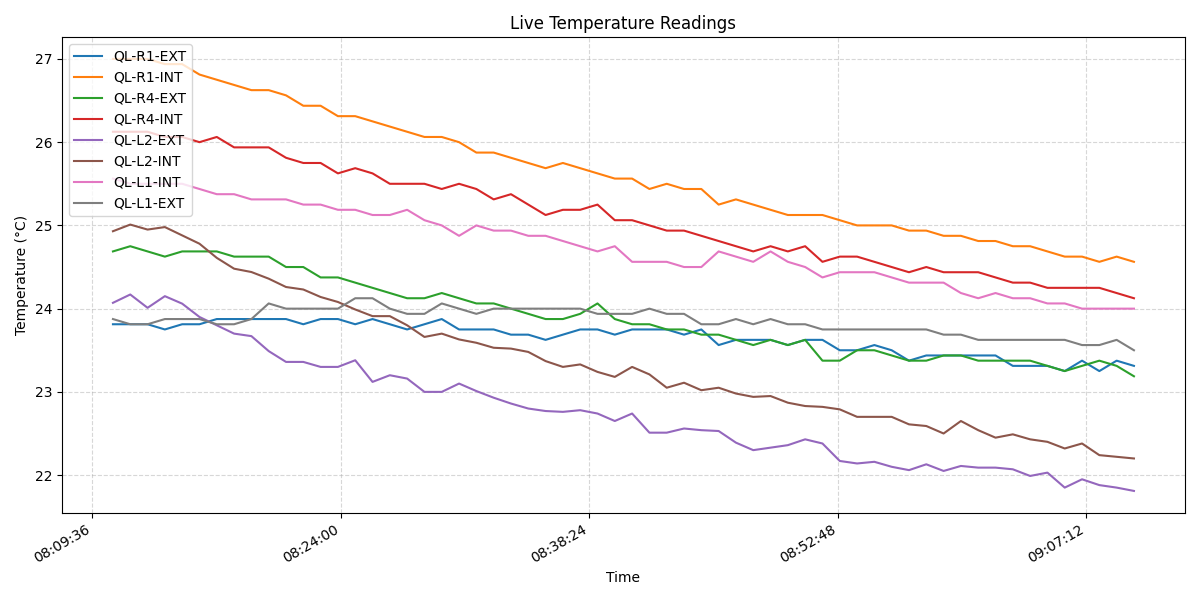 Live Temperature Readings
QL-R1-EXT
QL-R1-INT
QL-R4-EXT
QL-R4-INT
QL-L2-EXT
QL-L2-INT
QL-L1-INT
QL-L1-EXT
Temperature (°C)
27
26
25
24
23
22
08:09:36
08:24:00
08:38:24
08:52:48
09:07:12
Time